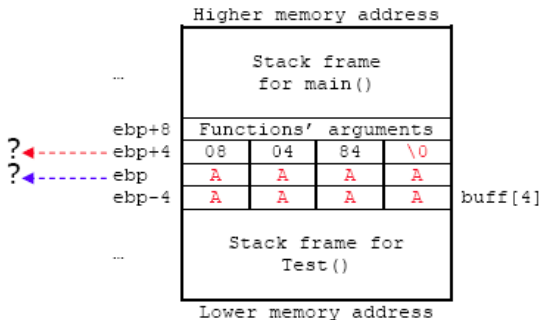 Higher memory address
Stack frame
for main()
…
ebp+8 Functions' arguments
? ebp+4 08 04 84 \0
? ebp A A A A
ebp-4 A A A A buff[4]
Stack frame for
Test()
…
Lower memory address